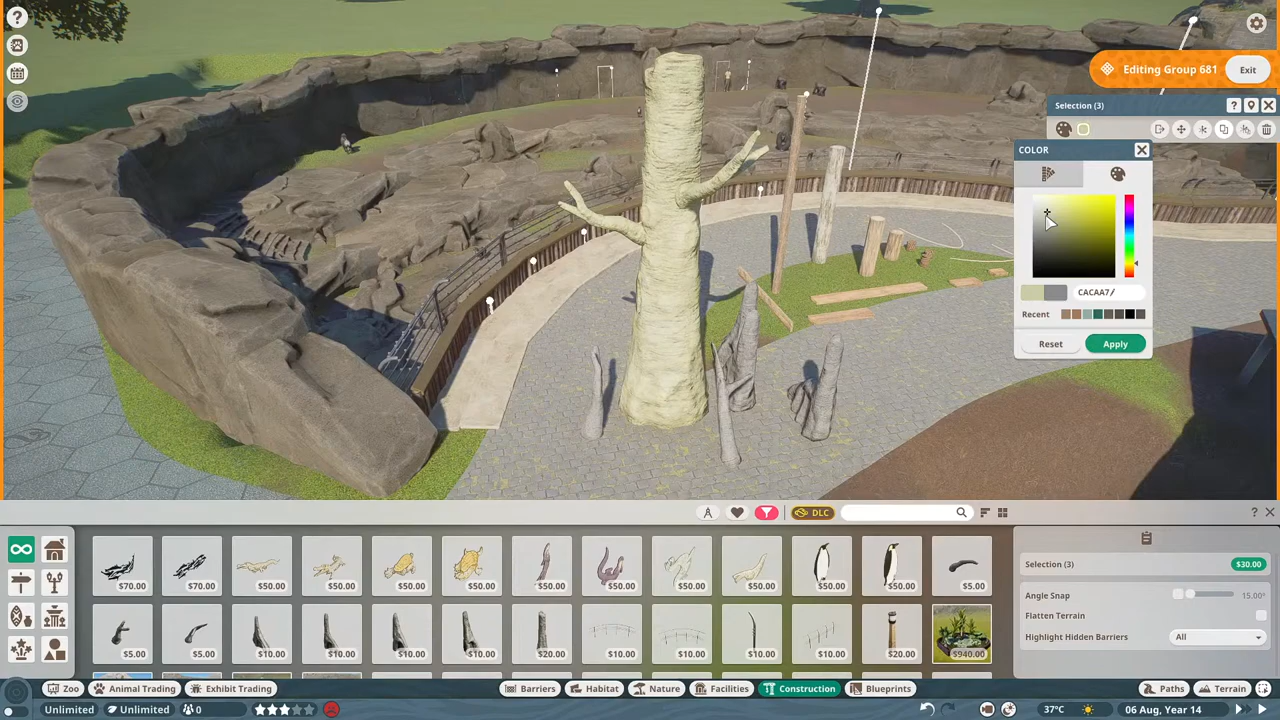 Editing Group 681
Exit
Selection (3)
COLOR
CACAA7
Recent
Reset
Apply
DLC
$70.00
$70.00
$50.00
$50.00
$50.00
$50.00
$50.00
$50.00
$50.00
$50.00
$50.00
$50.00
$5.00
$5.00
$5.00
$10.00
$10.00
$10.00
$20.00
$10.00
$10.00
$10.00
$10.00
$20.00
$940.00
Selection (3)
$30.00
Angle Snap
15.00°
Flatten Terrain
Highlight Hidden Barriers
All
Zoo
Animal Trading
Exhibit Trading
Barriers
Habitat
Nature
Facilities
Construction
Blueprints
Paths
Terrain
Unlimited
Unlimited
0
37°C
06 Aug, Year 14